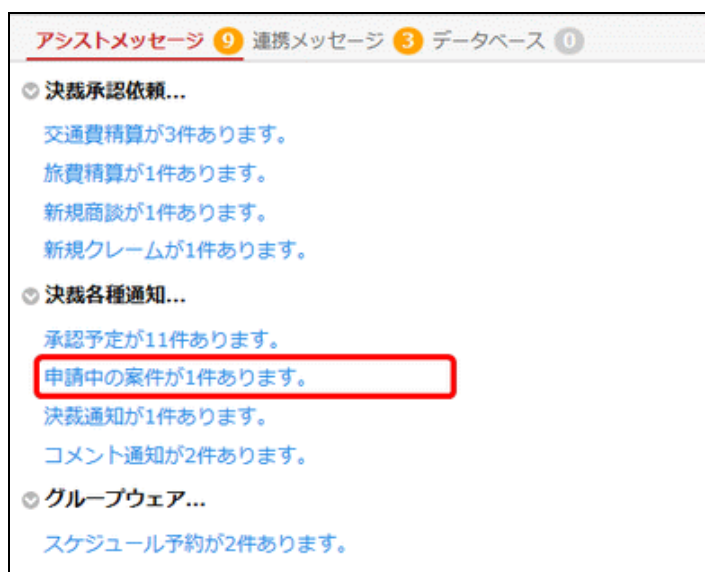 アシストメッセージ 9 連携メッセージ 3 データベース 0
決裁承認依頼...
交通費精算が3件あります。
旅費精算が1件あります。
新規商談が1件あります。
新規クレームが1件あります。
決裁各種通知...
承認予定が11件あります。
申請中の案件が1件あります。
決裁通知が1件あります。
コメント通知が2件あります。
グループウェア...
スケジュール予約が2件あります。